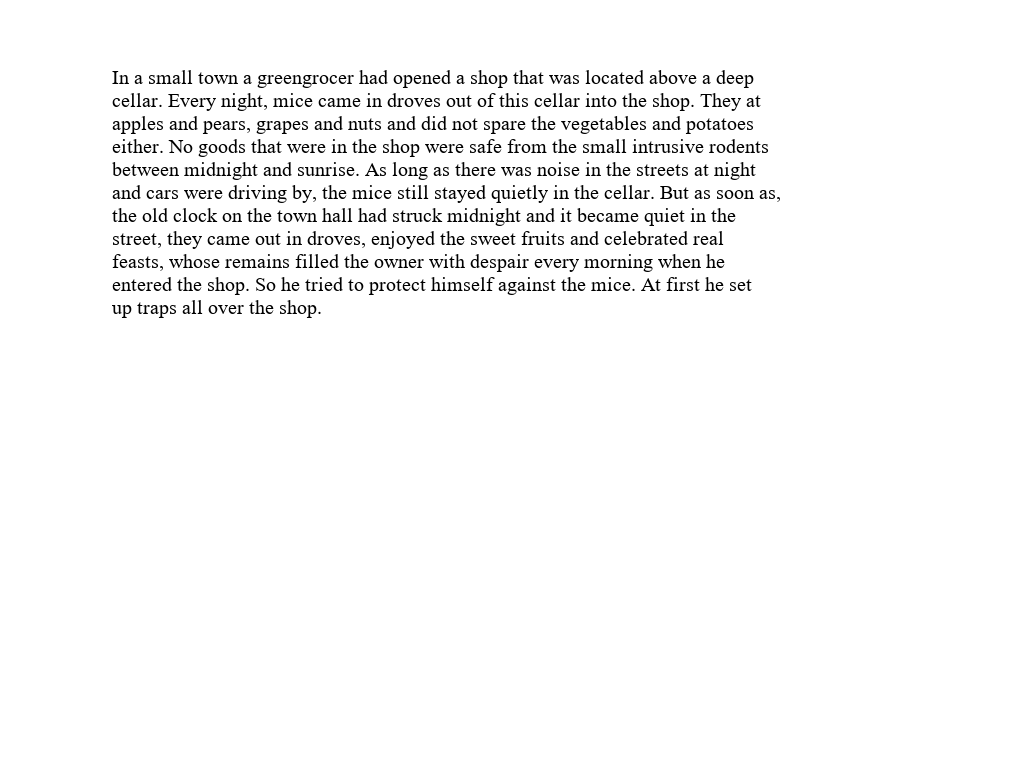 In a small town a greengrocer had opened a shop that was located above a deep
cellar. Every night, mice came in droves out of this cellar into the shop. They at
apples and pears, grapes and nuts and did not spare the vegetables and potatoes
either. No goods that were in the shop were safe from the small intrusive rodents
between midnight and sunrise. As long as there was noise in the streets at night
and cars were driving by, the mice still stayed quietly in the cellar. But as soon as,
the old clock on the town hall had struck midnight and it became quiet in the
street, they came out in droves, enjoyed the sweet fruits and celebrated real
feasts, whose remains filled the owner with despair every morning when he
entered the shop. So he tried to protect himself against the mice. At first he set
up traps all over the shop.